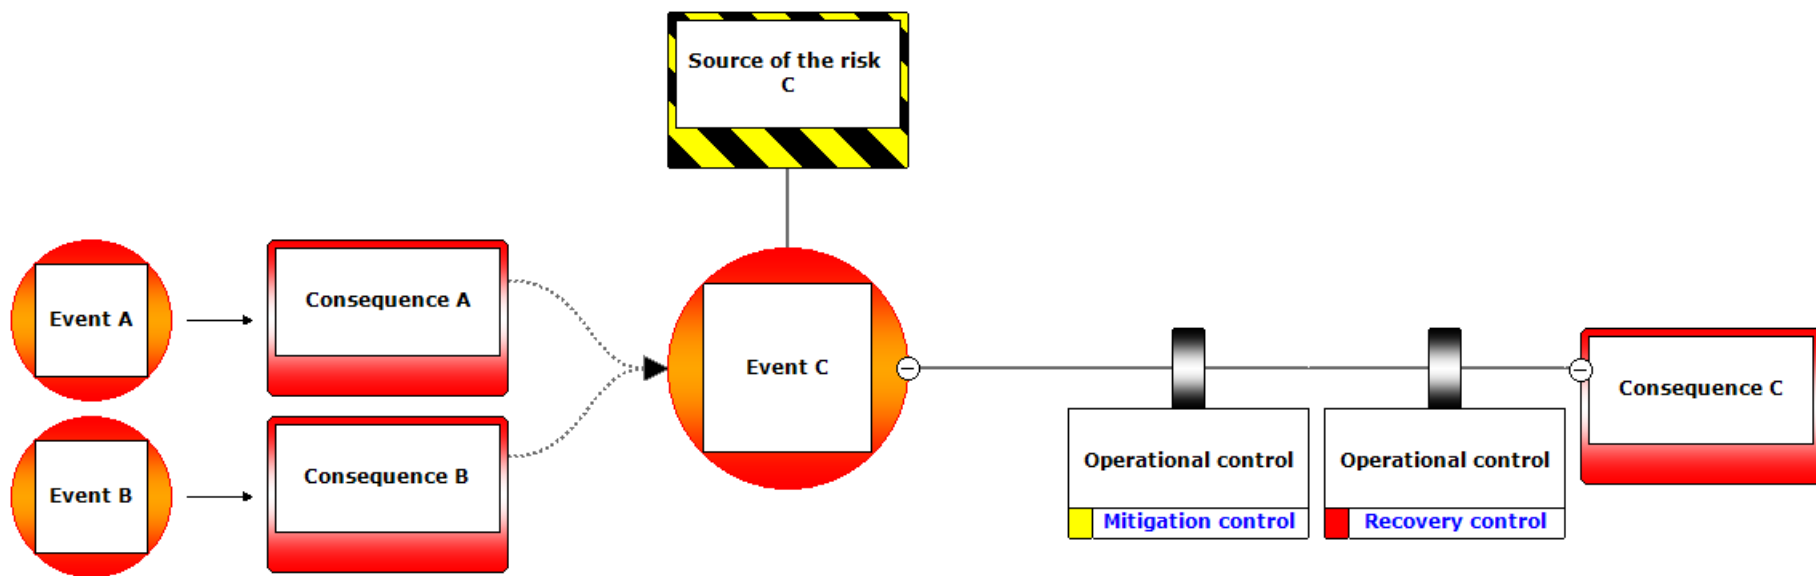 Source of the risk
C
Event A
Consequence A
Event B
Consequence B
Event C
Operational control
Mitigation control
Operational control
Recovery control
Consequence C